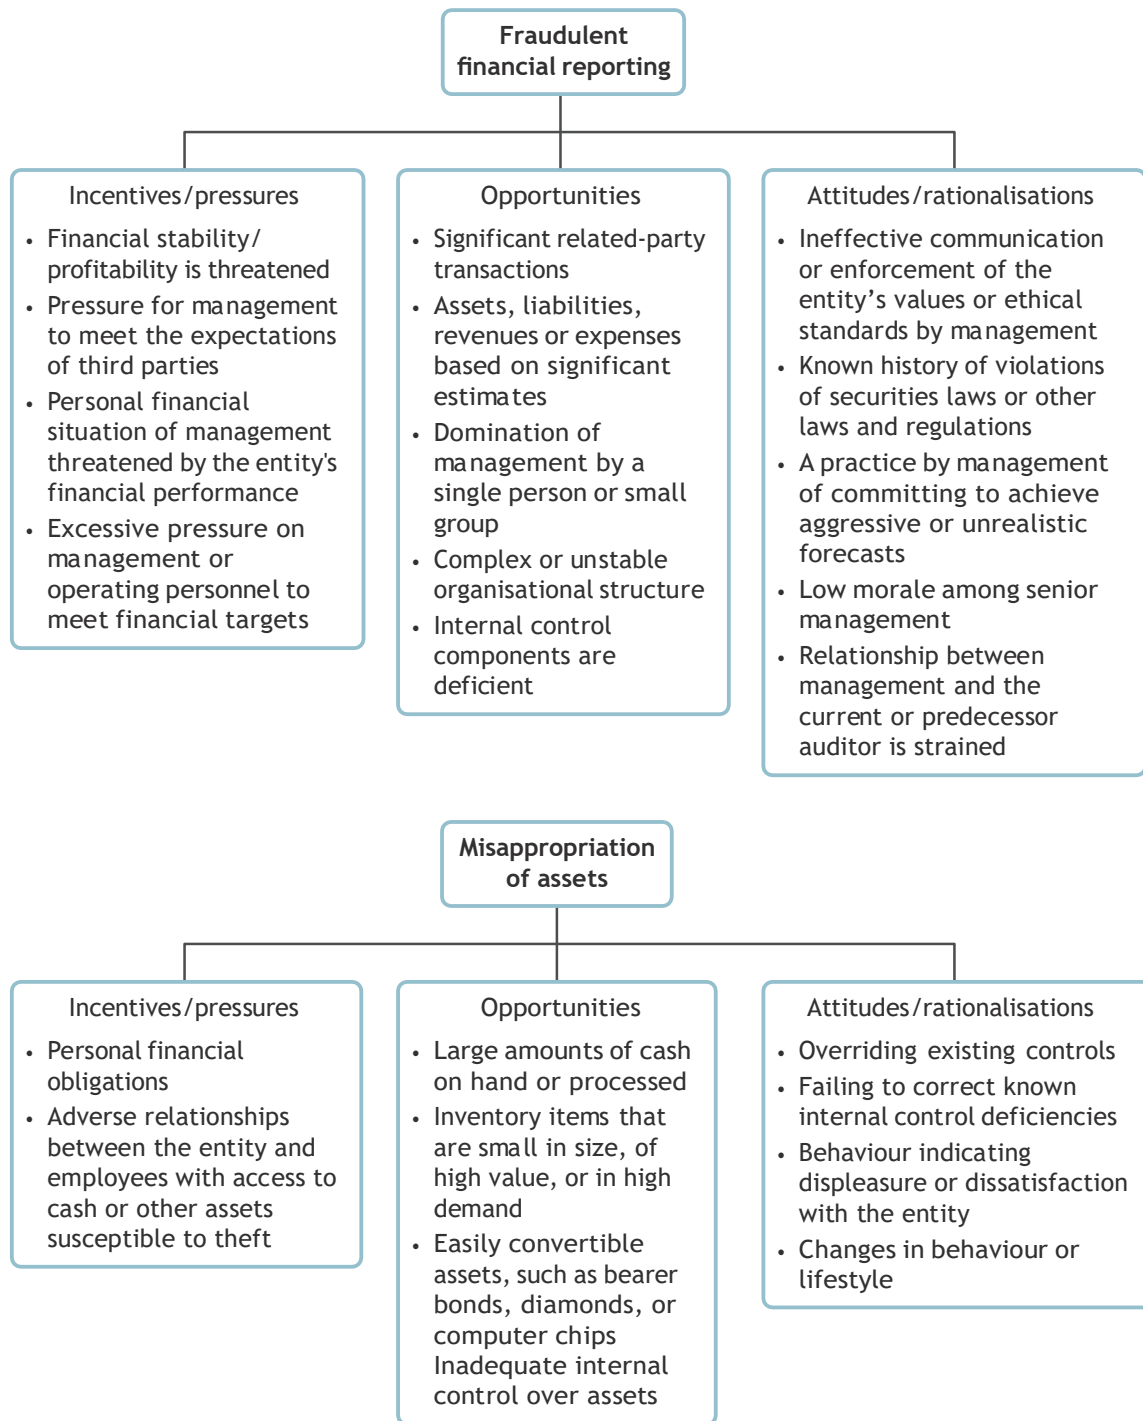 Fraudulent
financial reporting
Incentives/pressures
• Financial stability/
profitability is threatened
• Pressure for management
to meet the expectations
of third parties
• Personal financial
situation of management
threatened by the entity's
financial performance
• Excessive pressure on
management or
operating personnel to
meet financial targets
Opportunities
• Significant related-party
transactions
• Assets, liabilities,
revenues or expenses
based on significant
estimates
• Domination of
management by a
single person or small
group
• Complex or unstable
organisational structure
• Internal control
components are
deficient
Attitudes/rationalisations
• Ineffective communication
or enforcement of the
entity’s values or ethical
standards by management
• Known history of violations
of securities laws or other
laws and regulations
• A practice by management
of committing to achieve
aggressive or unrealistic
forecasts
• Low morale among senior
management
• Relationship between
management and the
current or predecessor
auditor is strained
Misappropriation
of assets
Incentives/pressures
• Personal financial
obligations
• Adverse relationships
between the entity and
employees with access to
cash or other assets
susceptible to theft
Opportunities
• Large amounts of cash
on hand or processed
• Inventory items that
are small in size, of
high value, or in high
demand
• Easily convertible
assets, such as bearer
bonds, diamonds, or
computer chips
Inadequate internal
control over assets
Attitudes/rationalisations
• Overriding existing controls
• Failing to correct known
internal control deficiencies
• Behaviour indicating
displeasure or dissatisfaction
with the entity
• Changes in behaviour or
lifestyle